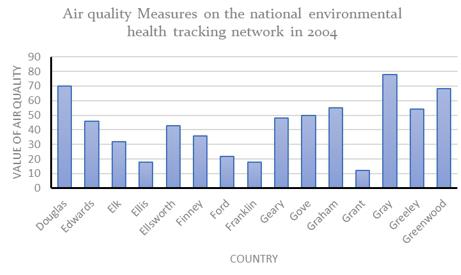 Air quality Measures on the national environmental
health tracking network in 2004
VALUE OF AIR QUALITY
90
80
70
60
50
40
30
20
10
0
Douglas
Edwards
Elk
Ellis
Ellsworth
Finney
Ford
Franklin
Geary
Gove
Graham
Grant
Gray
Greeley
Greenwood
COUNTRY